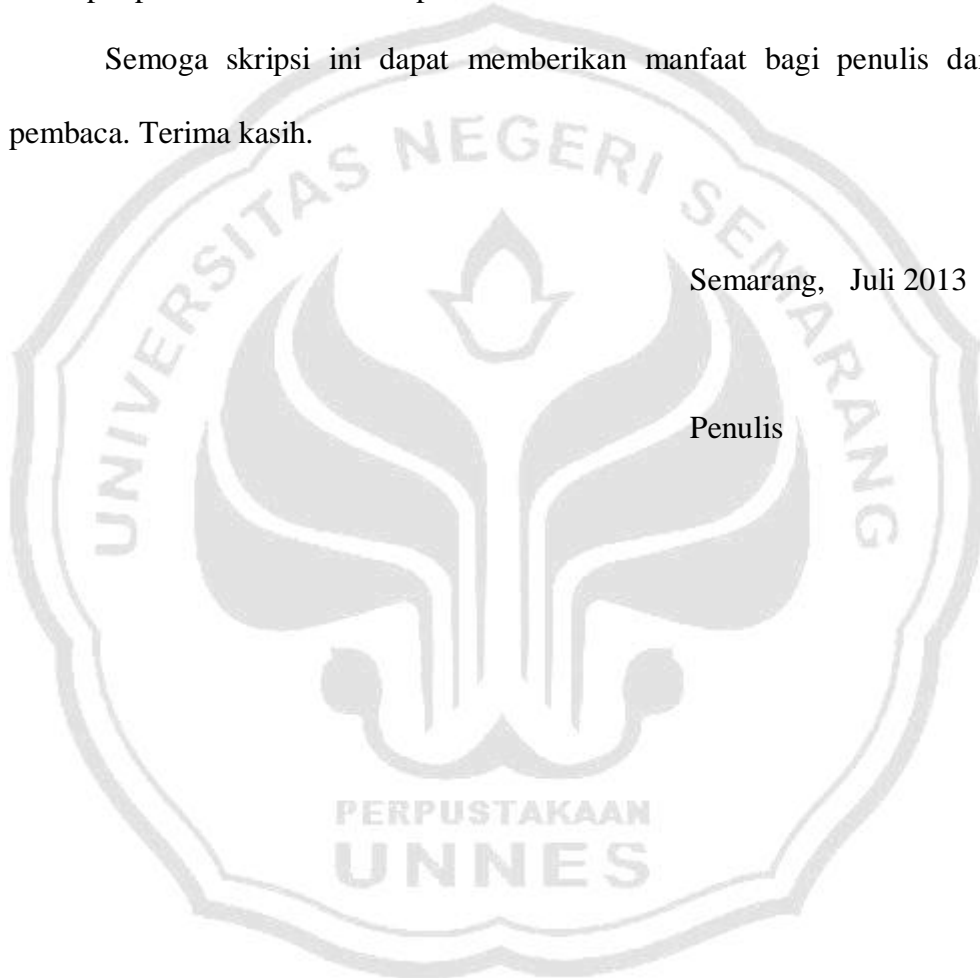 Semoga skripsi ini dapat memberikan manfaat bagi penulis
pembaca. Terima kasih.
UNIVERSITAS NEGERI SEMARANG
Semarang, Juli 2013
Penulis
PERPUSTAKAAN
UNNES